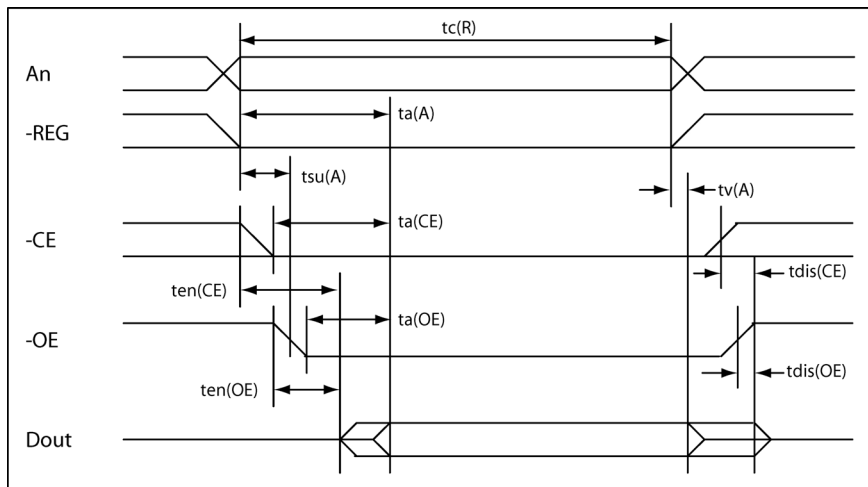 tc(R)
An
ta(A)
-REG
tsu(A)
tv(A)
ta(CE)
-CE
tdis(CE)
ten(CE)
ta(OE)
-OE
tdis(OE)
ten(OE)
Dout